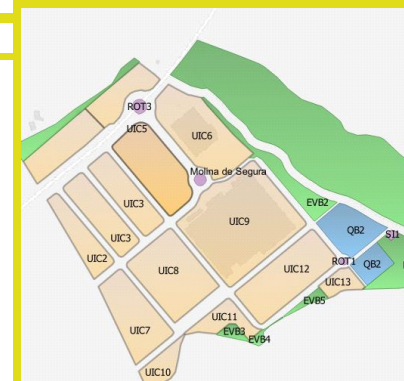 ROT3
UIC5
UIC6
Molina de Segura
EVB2
UIC3
UIC9
QB2
SI1
UIC3
UIC2
ROT1
QB2
UIC8
UIC12
UIC13
EVB5
UIC11
UIC7
EVB3
EVB4
UIC10